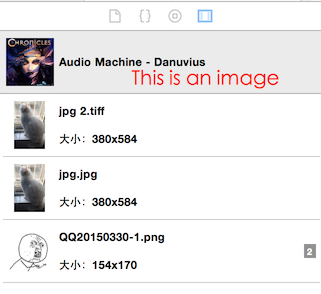 CHRONICLES
Audio Machine - Danuvius
This is an image
jpg 2.tiff
大小：380x584
jpg.jpg
大小：380x584
QQ20150330-1.png
2
大小：154x170